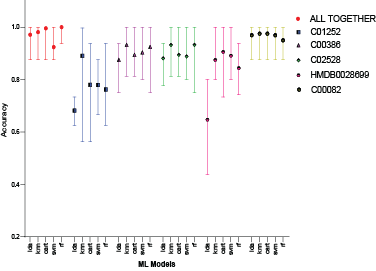 ALL TOGETHER
C01252
C00386
C02528
HMDB0028699
C00082
Accuracy
1.0
0.8
0.6
0.4
0.2
lda knn cart svm rf lda knn cart svm rf lda knn cart svm rf lda knn cart svm rf lda knn cart svm rf lda knn cart svm rf
ML Models